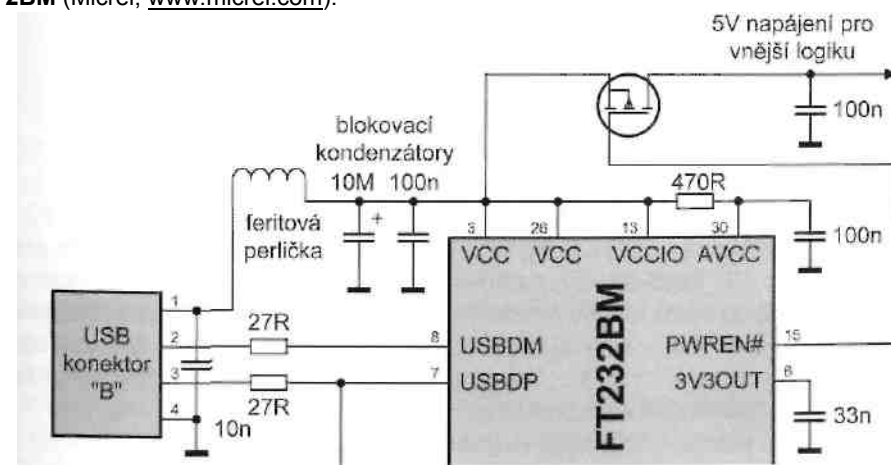 2BM (Micrel, www.micrel.com).
5V napájení pro
vnější logiku
100n
blokovací
kondenzátory
10M 100n
470R
feritová
perlička
3 26 13 30
VCC VCC VCCIO AVCC
100n
1
USB
konektor
"B"
2
27R
8
USBDM
PWREN#
15
3
27R
7
USBDP
3V3OUT
6
4
10n
FT232BM
33n